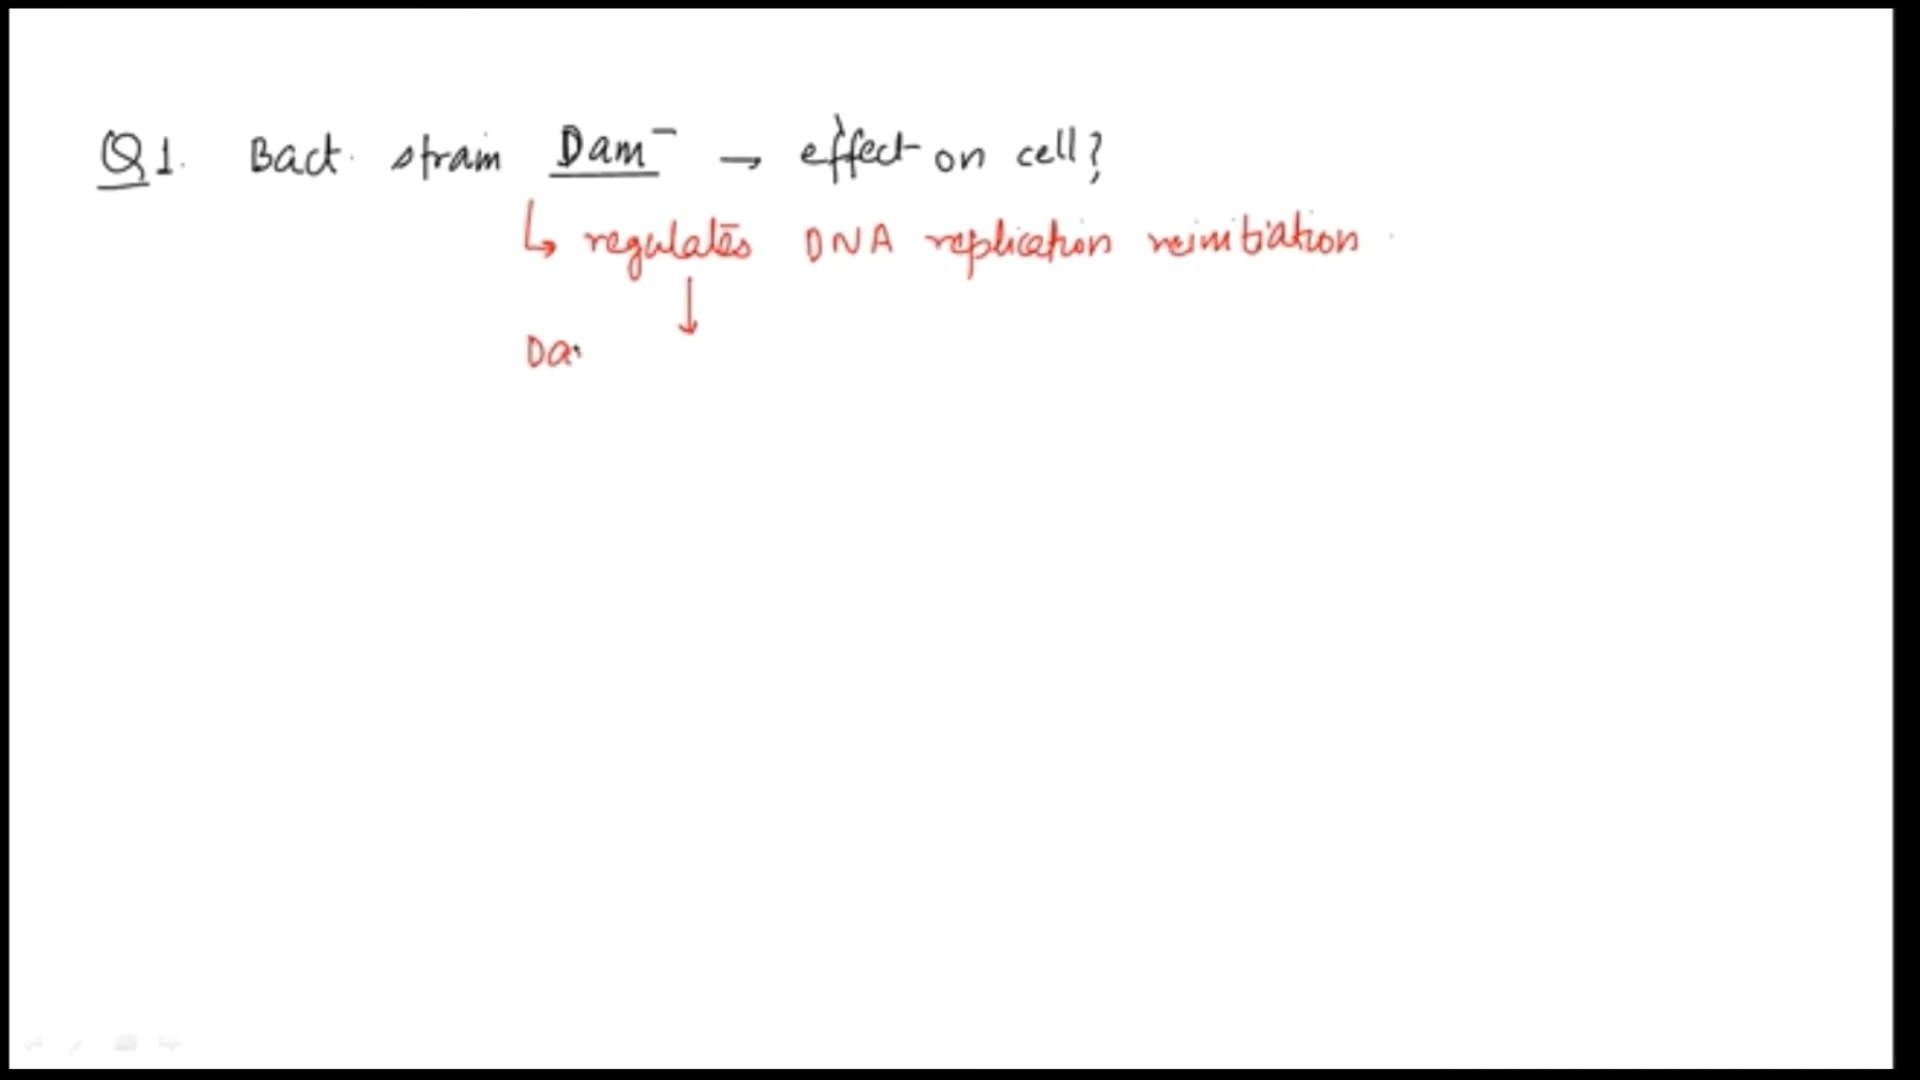 Q1. Bact. strain Dam⁻ → effect on cell?
↳ regulates DNA replication reinitiation
↓
Da